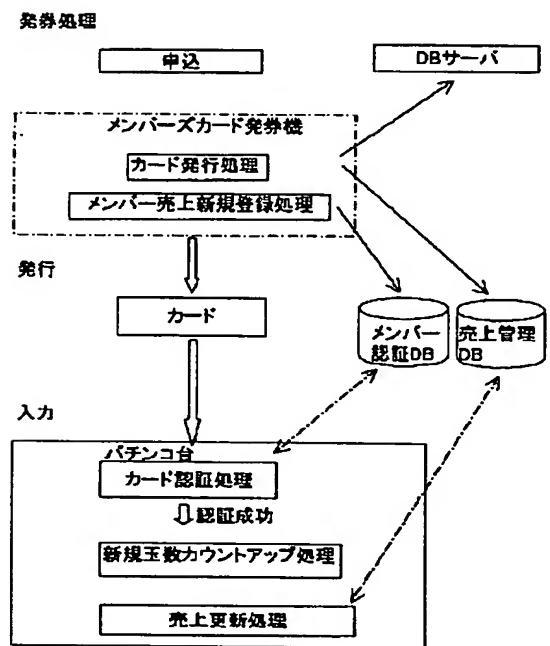 発券処理
申込
DBサーバ
メンバーズカード発券機
カード発行処理
メンバー売上新規登録処理
発行
カード
メンバー
認証DB
売上管理
DB
入力
パチンコ台
カード認証処理
認証成功
新規玉数カウントアップ処理
売上更新処理